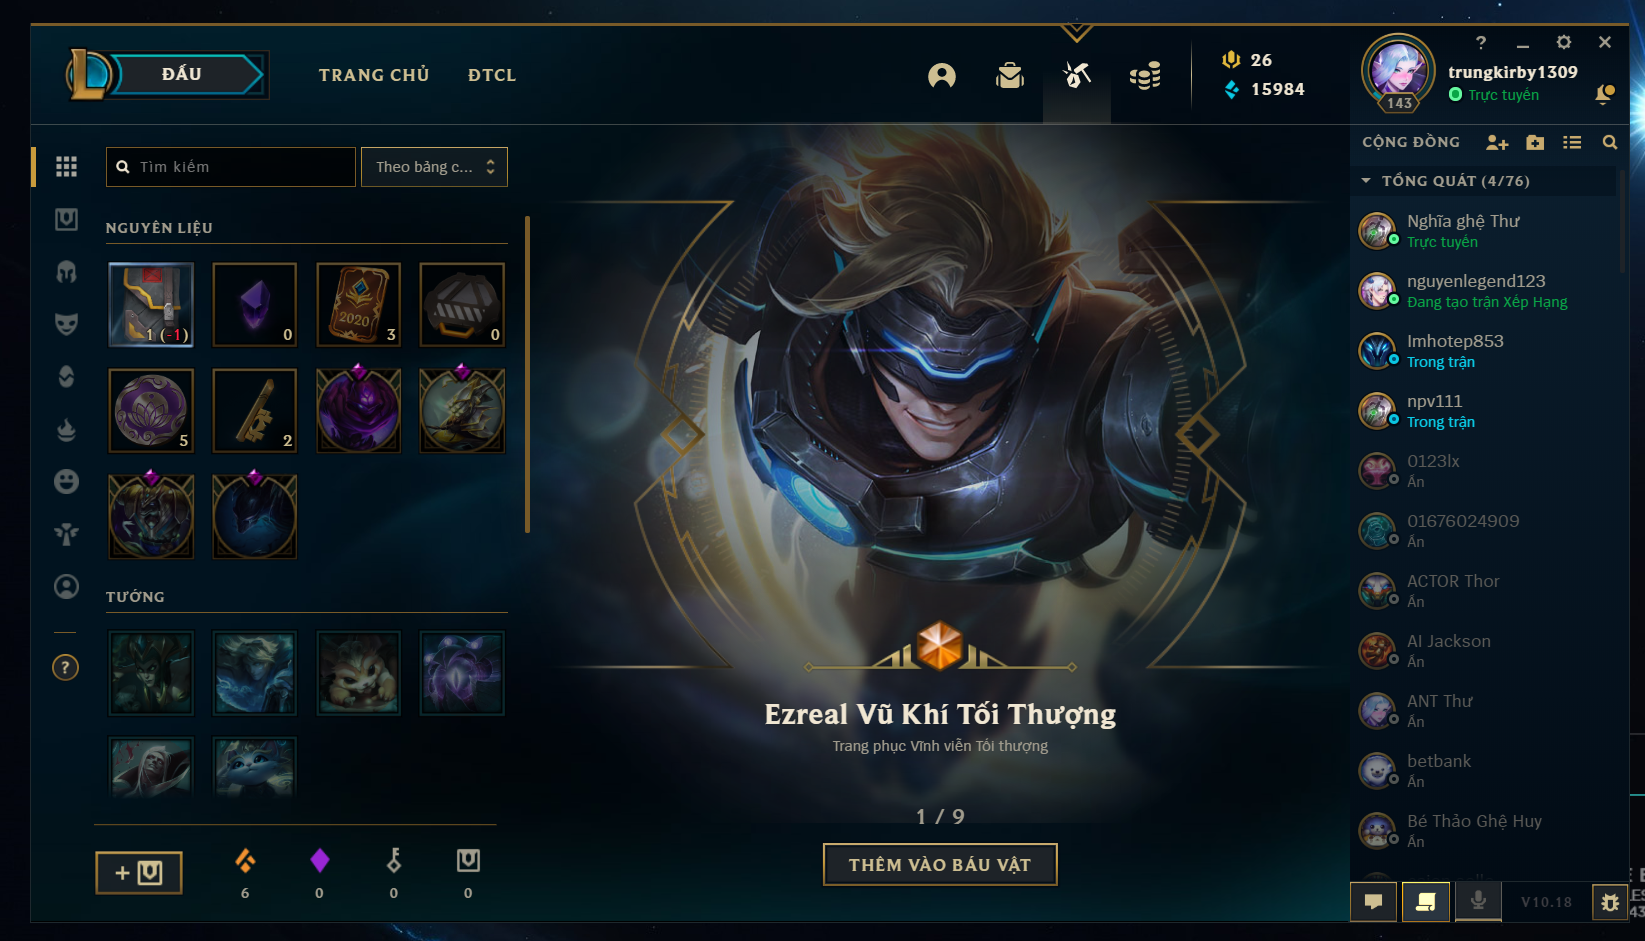 ĐẤU
TRANG CHỦ
ĐTCL
26
15984
143
?
trungkirby1309
Trực tuyến
Tìm kiếm
Theo bảng c...
NGUYÊN LIỆU
1 (-1)
0
2020
3
0
5
2
TƯỚNG
?
6
0
0
0
Ezreal Vũ Khí Tối Thượng
Trang phục Vĩnh viễn Tối thượng
1 / 9
THÊM VÀO BÁU VẬT
CỘNG ĐỒNG
TỔNG QUÁT (4/76)
Nghĩa ghệ Thư
Trực tuyến
nguyenlegend123
Đang tạo trận Xếp Hạng
Imhotep853
Trong trận
npv111
Trong trận
0123lx
Ẩn
01676024909
Ẩn
ACTOR Thor
Ẩn
AI Jackson
Ẩn
ANT Thư
Ẩn
betbank
Ẩn
Bé Thảo Ghệ Huy
Ẩn
V10.18